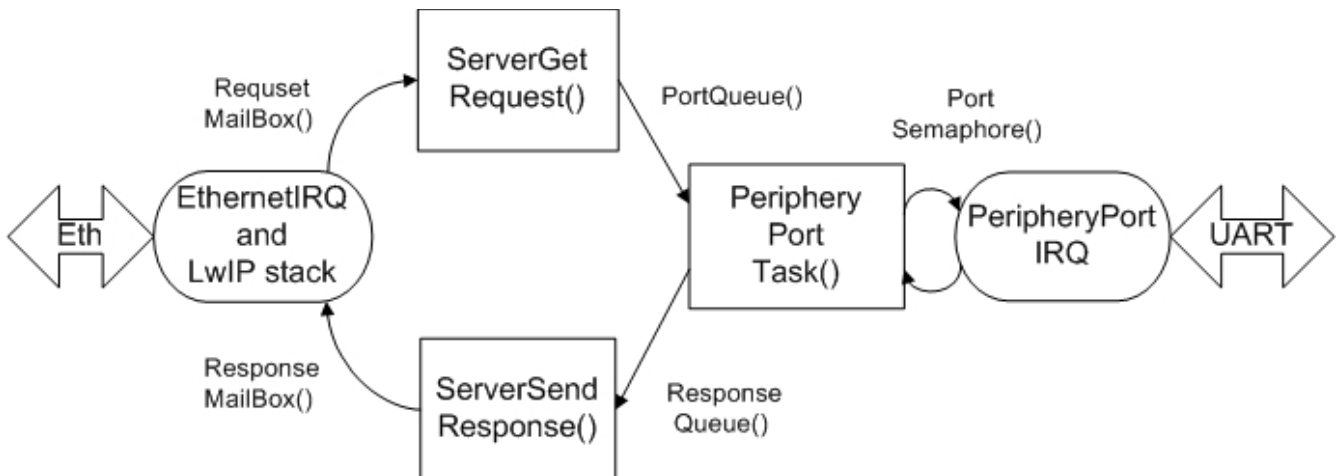 ServerGet
Request()
Requset
MailBox()
PortQueue()
Port
Semaphore()
Eth
EthernetIRQ
and
LwIP stack
Periphery
Port
Task()
PeripheryPort
IRQ
UART
Response
MailBox()
ServerSend
Response()
Response
Queue()